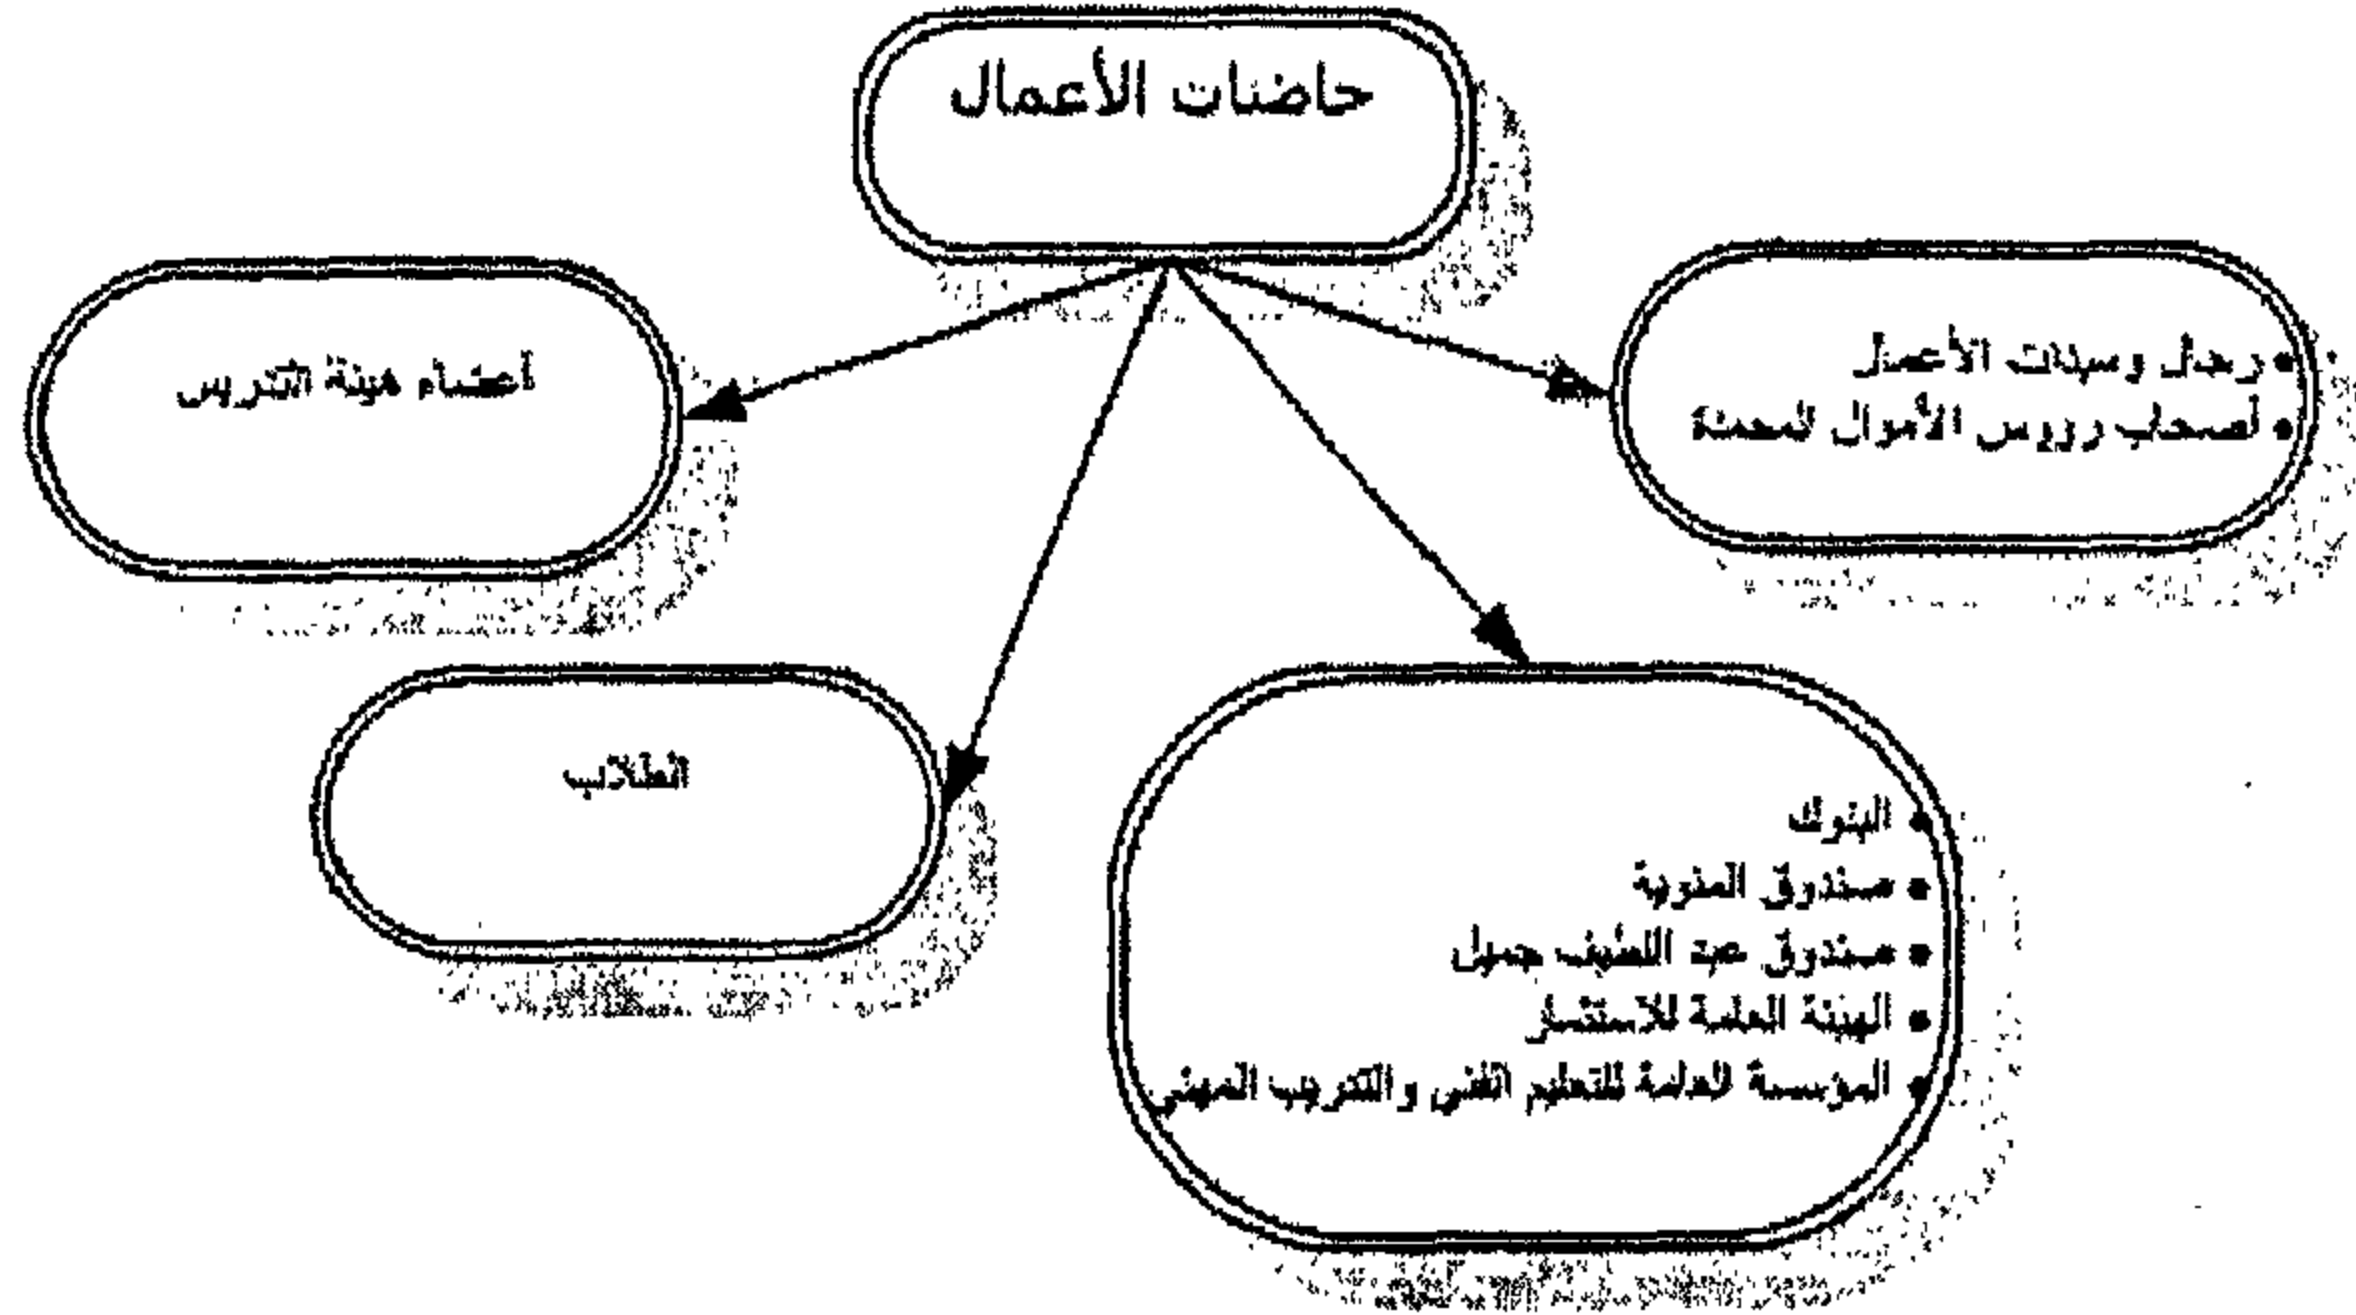 حاضنات الأعمال
• رجال وسيدات الأعمال
• أصحاب رؤوس الأموال
أعضاء هيئة التدريس
الطلاب
• البنوك
• صندوق المئوية
• صندوق عبد اللطيف جميل
• الهيئة العامة للاستثمار
• المؤسسة العامة للتعليم الفني والتدريب المهني